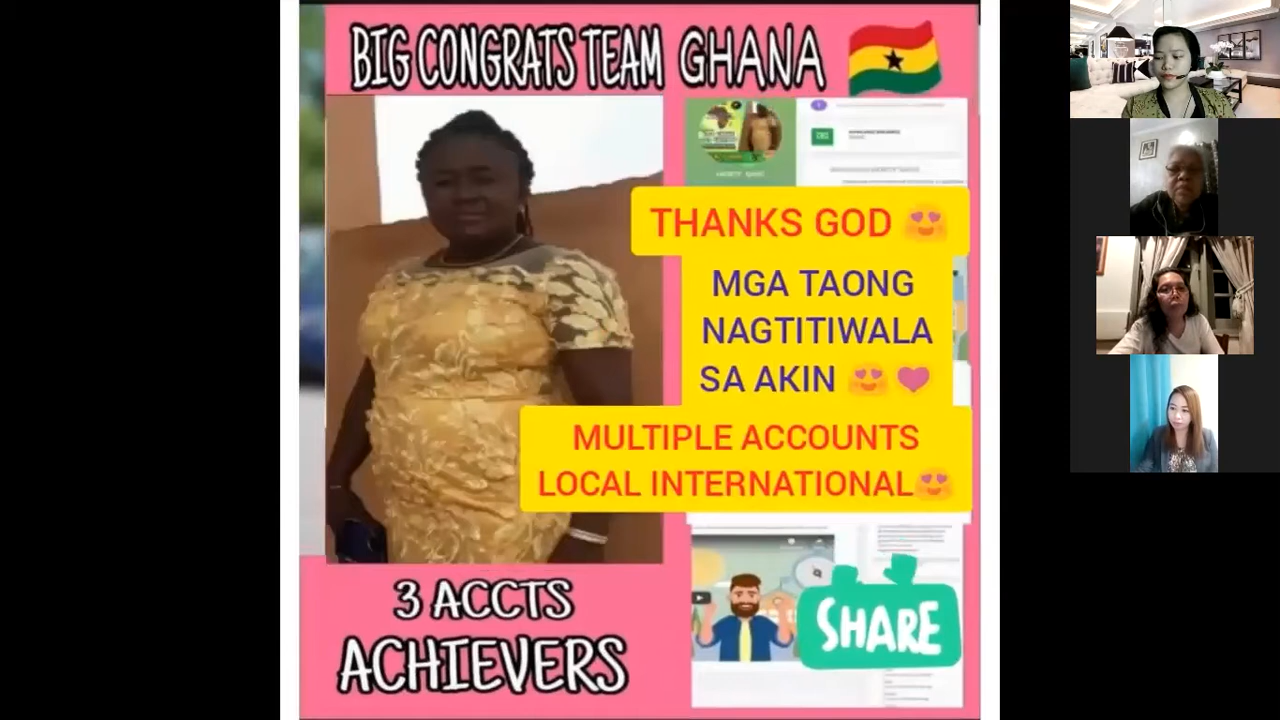 BIG CONGRATS TEAM GHANA
THANKS GOD 😍
MGA TAONG
NAGTITIWALA
SA AKIN 😍 💜
MULTIPLE ACCOUNTS
LOCAL INTERNATIONAL😍
3 ACCTS
ACHIEVERS
SHARE